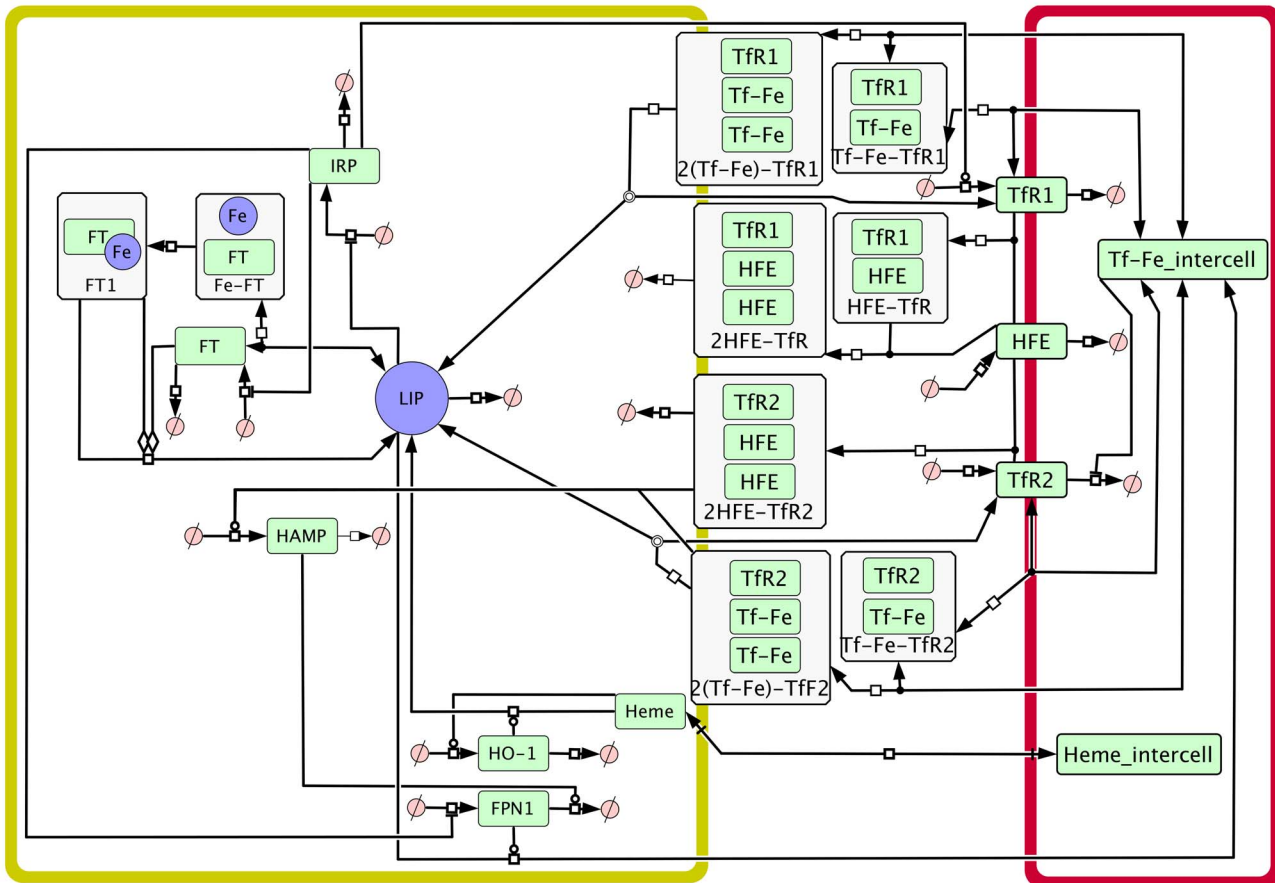 TfR1
Tf-Fe
Tf-Fe
2(Tf-Fe)-TfR1
TfR1
Tf-Fe
Tf-Fe-TfR1
IRP
TfR1
Fe
FT
Fe-FT
FT
Fe
FT1
TfR1
HFE
HFE
2HFE-TfR
TfR1
HFE
HFE-TfR
Tf-Fe_intercell
FT
HFE
LIP
TfR2
HFE
HFE
2HFE-TfR2
TfR2
HAMP
TfR2
Tf-Fe
Tf-Fe
2(Tf-Fe)-TfF2
TfR2
Tf-Fe
Tf-Fe-TfR2
Heme
HO-1
Heme_intercell
FPN1